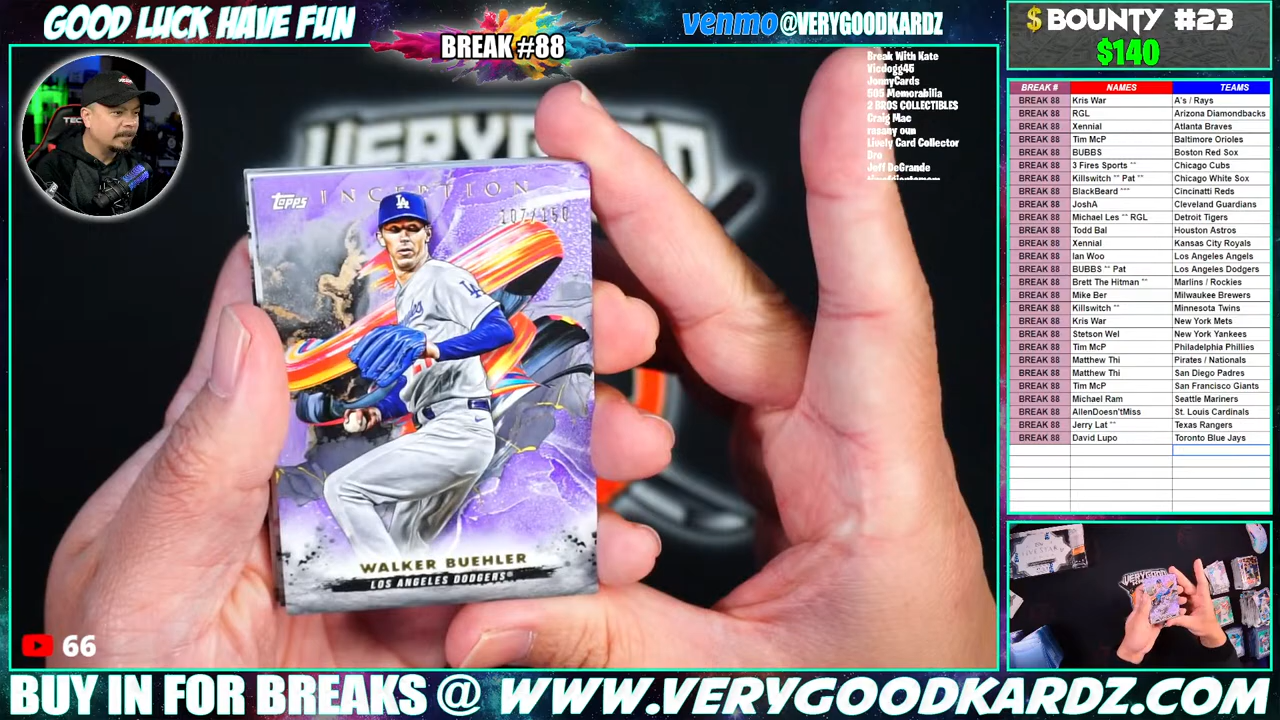 GOOD LUCK HAVE FUN
BREAK #88
venmo@VERYGOODKARDZ
$ BOUNTY #23
$140
Break With Kate
Vicdogg45
JonnyCards
505 Memorabilia
2 BROS COLLECTIBLES
Craig Mac
Lively Card Collector
Bro
Jeff DeGrande
TOPPS
INCEPTION
107/150
LA
WALKER BUEHLER
LOS ANGELES DODGERS®
66
BREAK # NAMES TEAMS
BREAK 88 Kris War A's / Rays
BREAK 88 RGL Arizona Diamondbacks
BREAK 88 Xennial Atlanta Braves
BREAK 88 Tim McP Baltimore Orioles
BREAK 88 BUBBS Boston Red Sox
BREAK 88 3 Fires Sports ** Chicago Cubs
BREAK 88 Killswitch ** Pat ** Chicago White Sox
BREAK 88 BlackBeard *** Cincinatti Reds
BREAK 88 JoshA Cleveland Guardians
BREAK 88 Michael Les ** RGL Detroit Tigers
BREAK 88 Todd Bal Houston Astros
BREAK 88 Xennial Kansas City Royals
BREAK 88 Ian Woo Los Angeles Angels
BREAK 88 BUBBS ** Pat Los Angeles Dodgers
BREAK 88 Brett The Hitman ** Marlins / Rockies
BREAK 88 Mike Ber Milwaukee Brewers
BREAK 88 Killswitch ** Minnesota Twins
BREAK 88 Kris War New York Mets
BREAK 88 Stetson Wel New York Yankees
BREAK 88 Tim McP Philadelphia Phillies
BREAK 88 Matthew Thi Pirates / Nationals
BREAK 88 Matthew Thi San Diego Padres
BREAK 88 Tim McP San Francisco Giants
BREAK 88 Michael Ram Seattle Mariners
BREAK 88 AllenDoesn'tMiss St. Louis Cardinals
BREAK 88 Jerry Lat ** Texas Rangers
BREAK 88 David Lupo Toronto Blue Jays
BUY IN FOR BREAKS @ WWW.VERYGOODKARDZ.COM